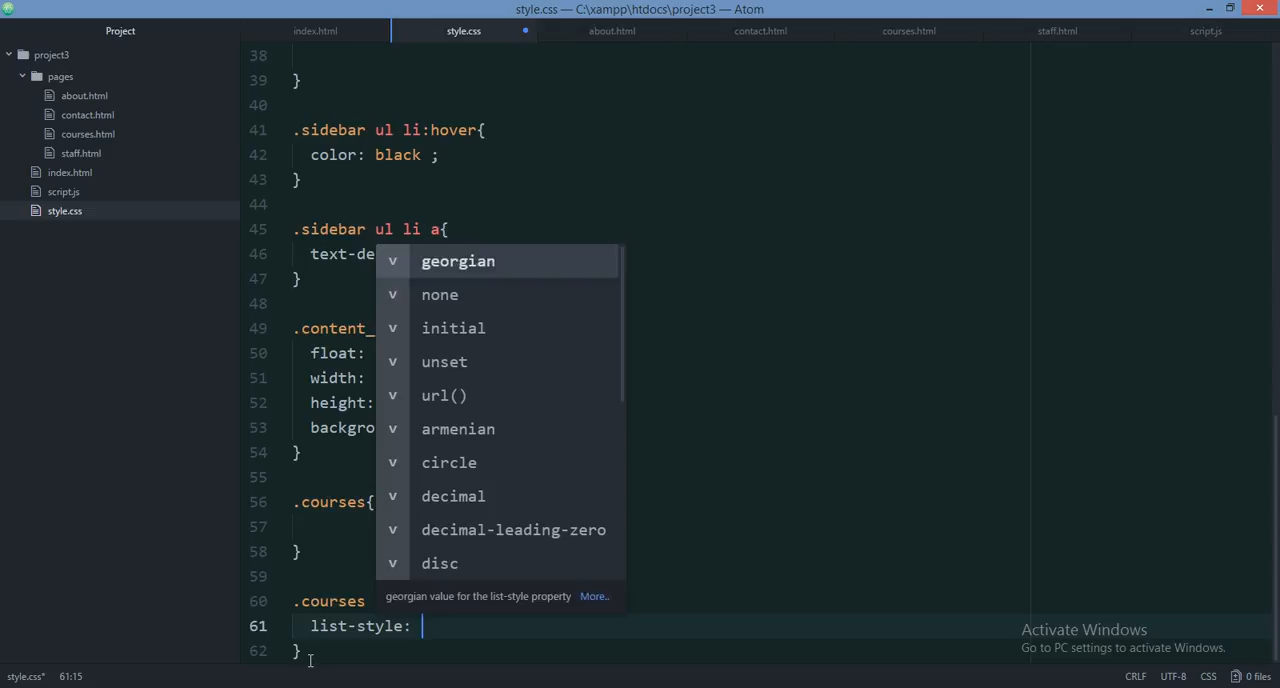 style.css — C:\xampp\htdocs\project3 — Atom
Project
index.html
style.css
about.html
contact.html
courses.html
staff.html
script.js
project3
pages
about.html
contact.html
courses.html
staff.html
index.html
script.js
style.css
38
39 }
40
41 .sidebar ul li:hover{
42 color: black ;
43 }
44
45 .sidebar ul li a{
46 text-de
47 }
48
49 .content_
50 float:
51 width:
52 height:
53 backgro
54 }
55
56 .courses{
57
58 }
59
60 .courses
61 list-style:
62 }
v georgian
v none
v initial
v unset
v url()
v armenian
v circle
v decimal
v decimal-leading-zero
v disc
georgian value for the list-style property More..
Activate Windows
Go to PC settings to activate Windows.
style.css* 61:15
CRLF UTF-8 CSS 0 files